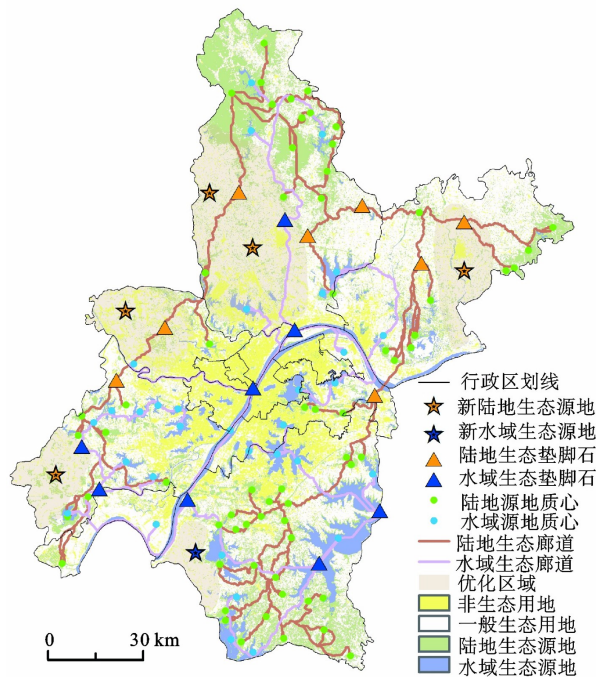 行政区划线
新陆地生态源地
新水域生态源地
陆地生态垫脚石
水域生态垫脚石
陆地源地质心
水域源地质心
陆地生态廊道
水域生态廊道
优化区域
非生态用地
一般生态用地
陆地生态源地
水域生态源地
0 30 km